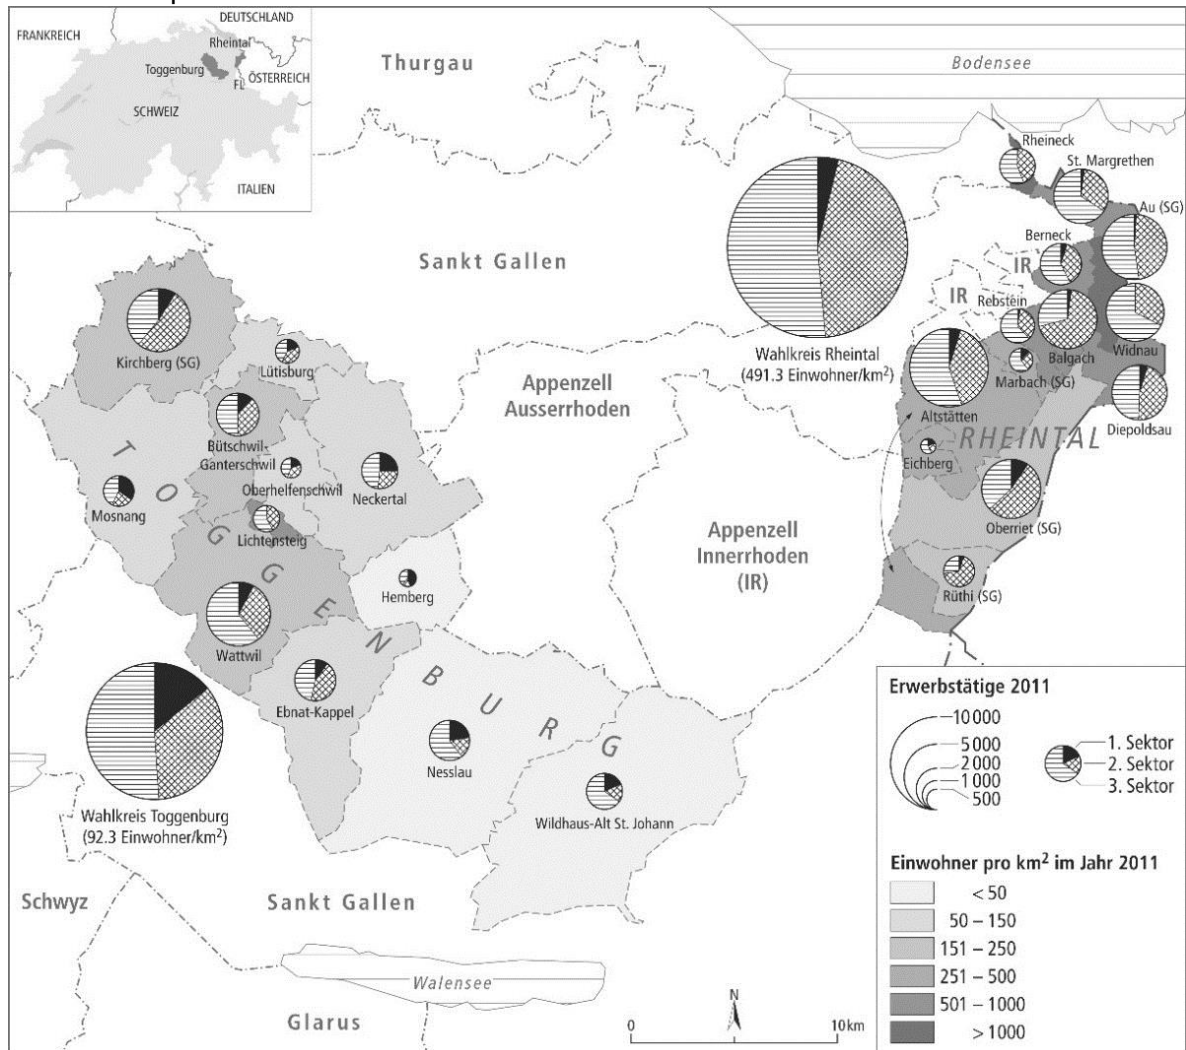 DEUTSCHLAND
FRANKREICH
Rheintal
Toggenburg
ÖSTERREICH
FL
SCHWEIZ
ITALIEN
Thurgau
Bodensee
Rheineck
St. Margrethen
Au (SG)
Berneck
IR
Sankt Gallen
IR
Rebstein
Kirchberg (SG)
Lütisburg
Wahlkreis Rheintal
(491.3 Einwohner/km²)
Balgach
Widnau
Marbach (SG)
Appenzell
Ausserrhoden
Altstätten
Diepoldsau
RHEINTAL
Bütschwil-
Ganterschwil
Eichberg
Oberhelfenschwil
Neckertal
Mosnang
Lichtensteig
Oberriet (SG)
Appenzell
Innerrhoden
(IR)
Hemberg
Rüthi (SG)
TOGGENBURG
Wattwil
Ebnat-Kappel
Nesslau
Wildhaus-Alt St. Johann
Wahlkreis Toggenburg
(92.3 Einwohner/km²)
Schwyz
Sankt Gallen
Walensee
Glarus
N
0 10 km
Erwerbstätige 2011
10 000
5 000
2 000
1 000
500
1. Sektor
2. Sektor
3. Sektor
Einwohner pro km² im Jahr 2011
< 50
50 – 150
151 – 250
251 – 500
501 – 1000
> 1000